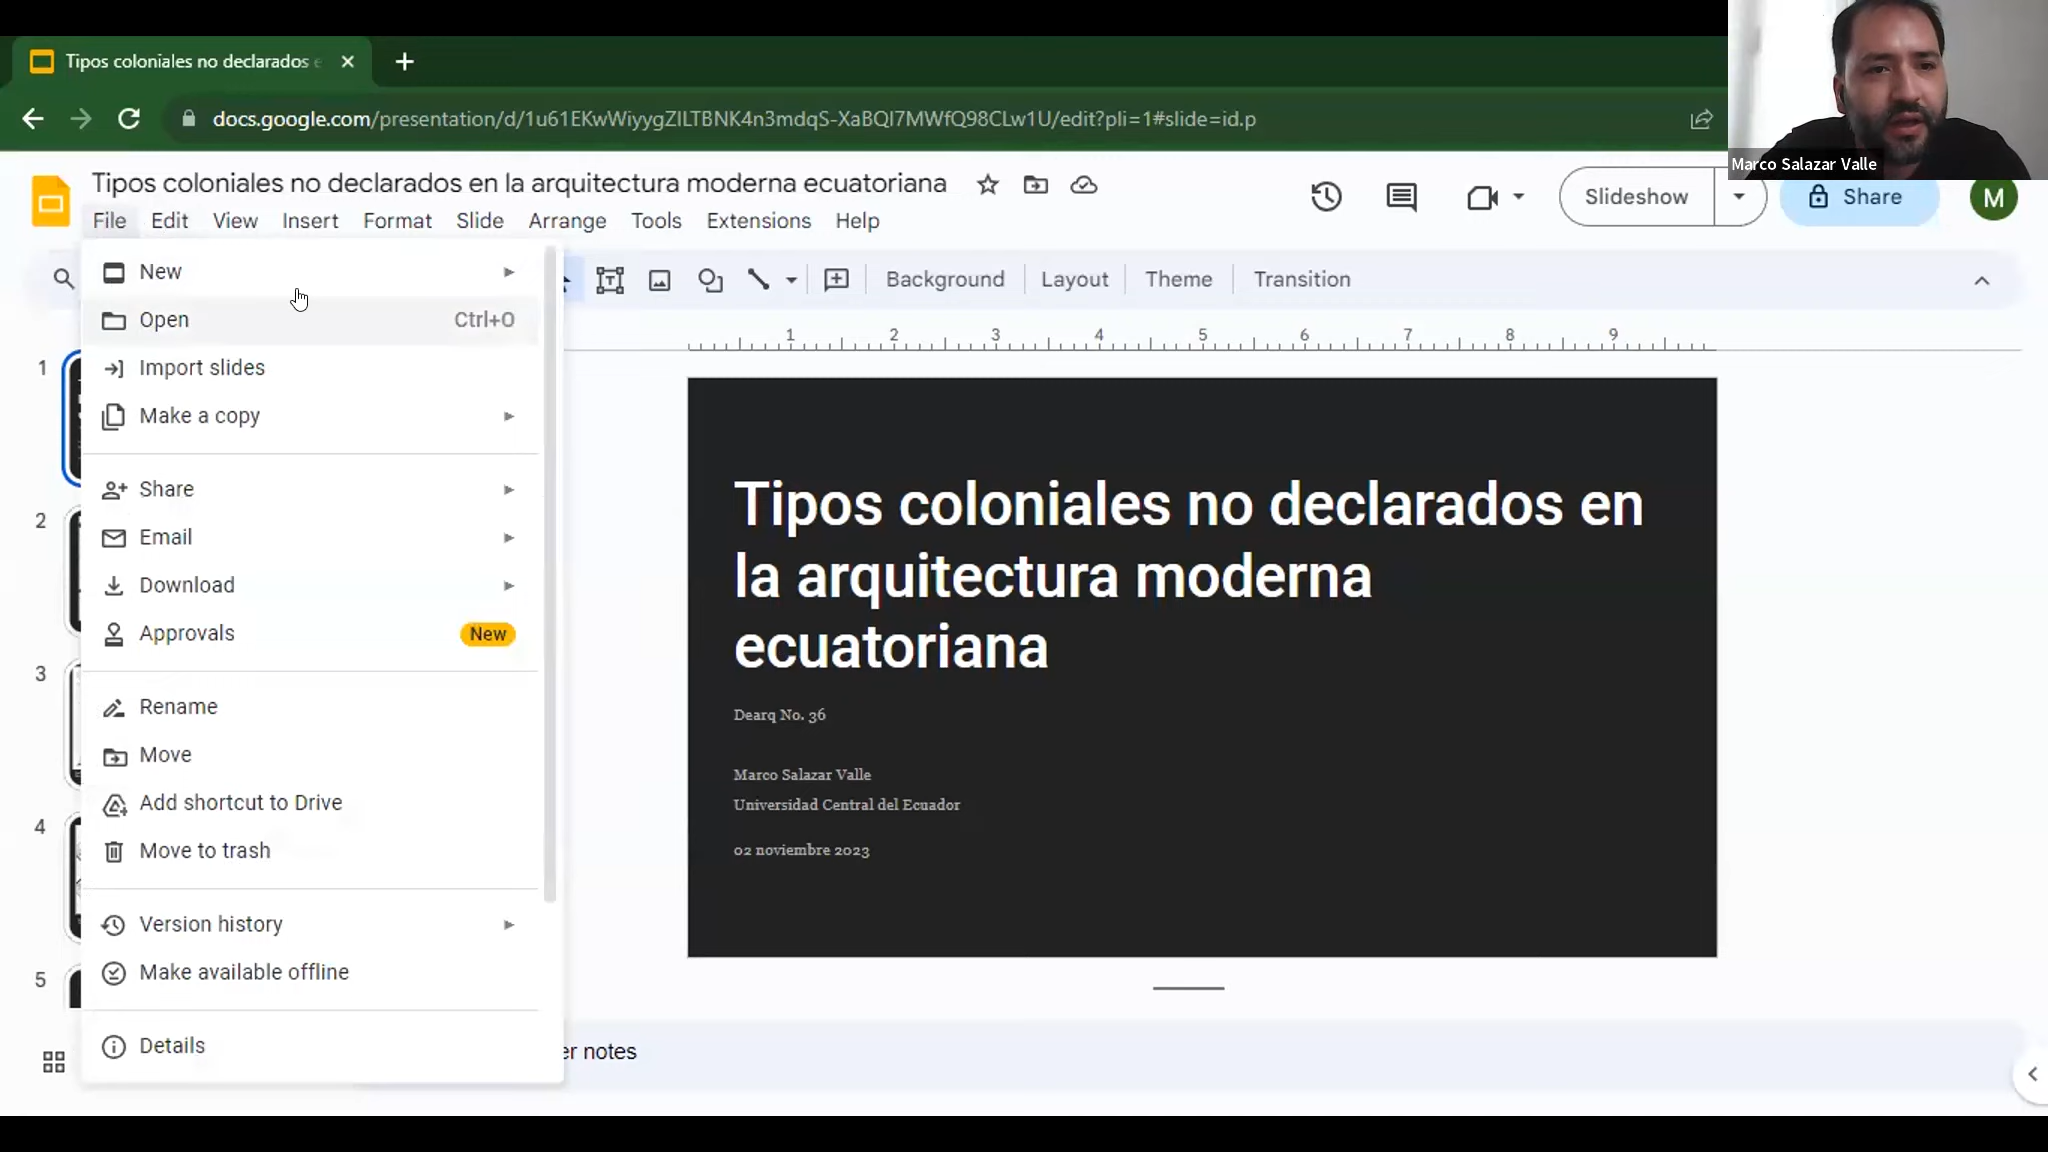 Tipos coloniales no declarados e
docs.google.com/presentation/d/1u61EKwWiyygZILTBNK4n3mdqS-XaBQI7MWfQ98CLw1U/edit?pli=1#slide=id.p
Marco Salazar Valle
Tipos coloniales no declarados en la arquitectura moderna ecuatoriana
Slideshow
Share
M
File Edit View Insert Format Slide Arrange Tools Extensions Help
Background Layout Theme Transition
New
Open Ctrl+O
Import slides
Make a copy
Share
Email
Download
Approvals New
Rename
Move
Add shortcut to Drive
Move to trash
Version history
Make available offline
Details
1 2 3 4 5 6 7 8 9
1
2
3
4
5
Tipos coloniales no declarados en
la arquitectura moderna
ecuatoriana
Dearq No. 36
Marco Salazar Valle
Universidad Central del Ecuador
02 noviembre 2023
er notes